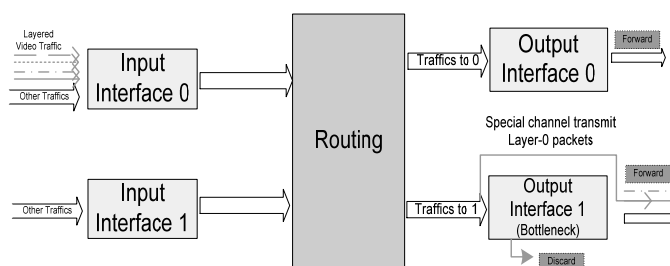 Layered
Video Traffic
Other Traffics
Input
Interface 0
Other Traffics
Input
Interface 1
Routing
Traffics to 0
Output
Interface 0
Forward
Special channel transmit
Layer-0 packets
Traffics to 1
Output
Interface 1
(Bottleneck)
Forward
Discard